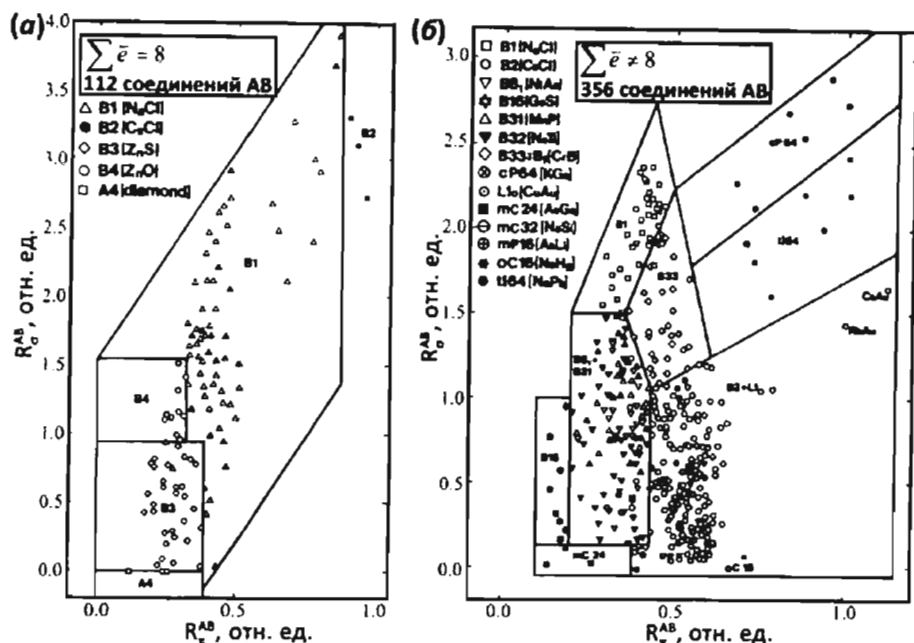 (а)
4.0
3.5
3.0
2.5
2.0
1.5
1.0
0.5
0.0
R_σ^AB, отн. ед.
∑ ē = 8
112 соединений АВ
△ B1 [NaCl]
● B2 [CsCl]
◇ B3 [ZnS]
○ B4 [ZnO]
□ A4 [diamond]
B2
B1
B4
B3
A4
0.0 0.5 1.0
R_π^AB, отн. ед.
(б)
3.0
2.5
2.0
1.5
1.0
0.5
0.0
R_σ^AB, отн. ед.
∑ ē ≠ 8
356 соединений АВ
□ B1 [NaCl]
○ B2 [CsCl]
▽ B8₁ [NiAs]
B16 [GeS]
△ B31 [MnP]
▼ B32 [NaTl]
◇ B33
[CrB]
cP64 [KGe]
L1₀ [CuAu]
■ mC24 [AsGe]
mC32 [NaSi]
mP16 [AsLi]
oC16 [NaHg]
tI64 [NaPb]
cP64
tI64
B1
B33
CsAu
RbAu
B8₁
B31
B2+L1
B16
mC 24
oC 16
0.0 0.5 1.0
R_π^AB, отн. ед.